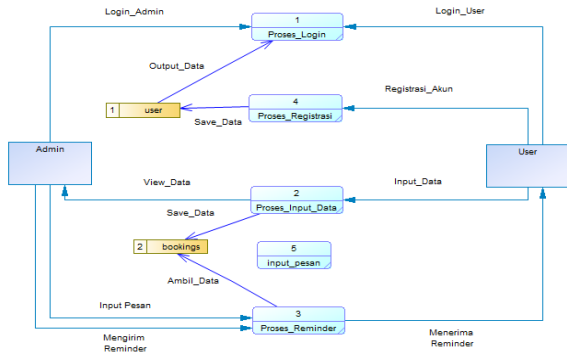 Login_Admin
1
Proses_Login
Login_User
Output_Data
1 user
Save_Data
4
Proses_Registrasi
Registrasi_Akun
Admin
User
View_Data
2
Proses_Input_Data
Input_Data
Save_Data
2 bookings
5
input_pesan
Ambil_Data
Input Pesan
3
Proses_Reminder
Mengirim
Reminder
Menerima
Reminder